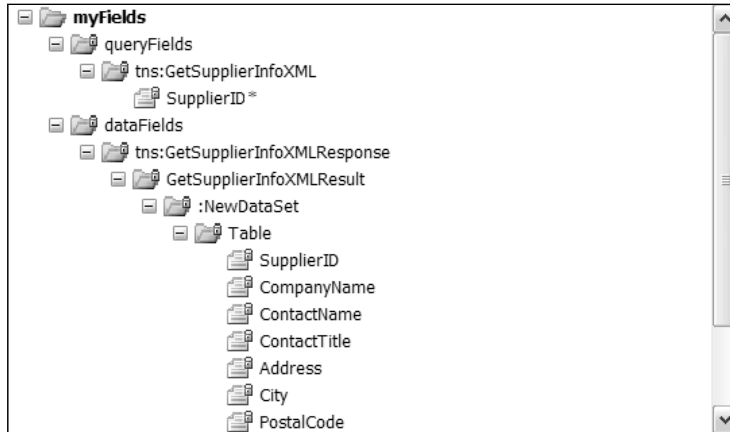 myFields
queryFields
tns:GetSupplierInfoXML
SupplierID*
dataFields
tns:GetSupplierInfoXMLResponse
GetSupplierInfoXMLResult
:NewDataSet
Table
SupplierID
CompanyName
ContactName
ContactTitle
Address
City
PostalCode